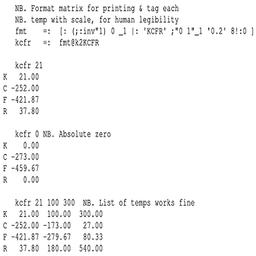 NB. Format matrix for printing & tag each
NB. temp with scale, for human legibility
fmt   =: [: (;:inv"1) 0 _1 |: 'KCFR' ;"0 1"_1 '0.2' 8!:0 ]
kcfr  =: fmt@k2KCFR
kcfr 21
K   21.00
C -252.00
F -421.87
R   37.80
kcfr 0 NB. Absolute zero
K    0.00
C -273.00
F -459.67
R    0.00
kcfr 21 100 300  NB. List of temps works fine
K   21.00  100.00  300.00
C -252.00 -173.00   27.00
F -421.87 -279.67   80.33
R   37.80  180.00  540.00